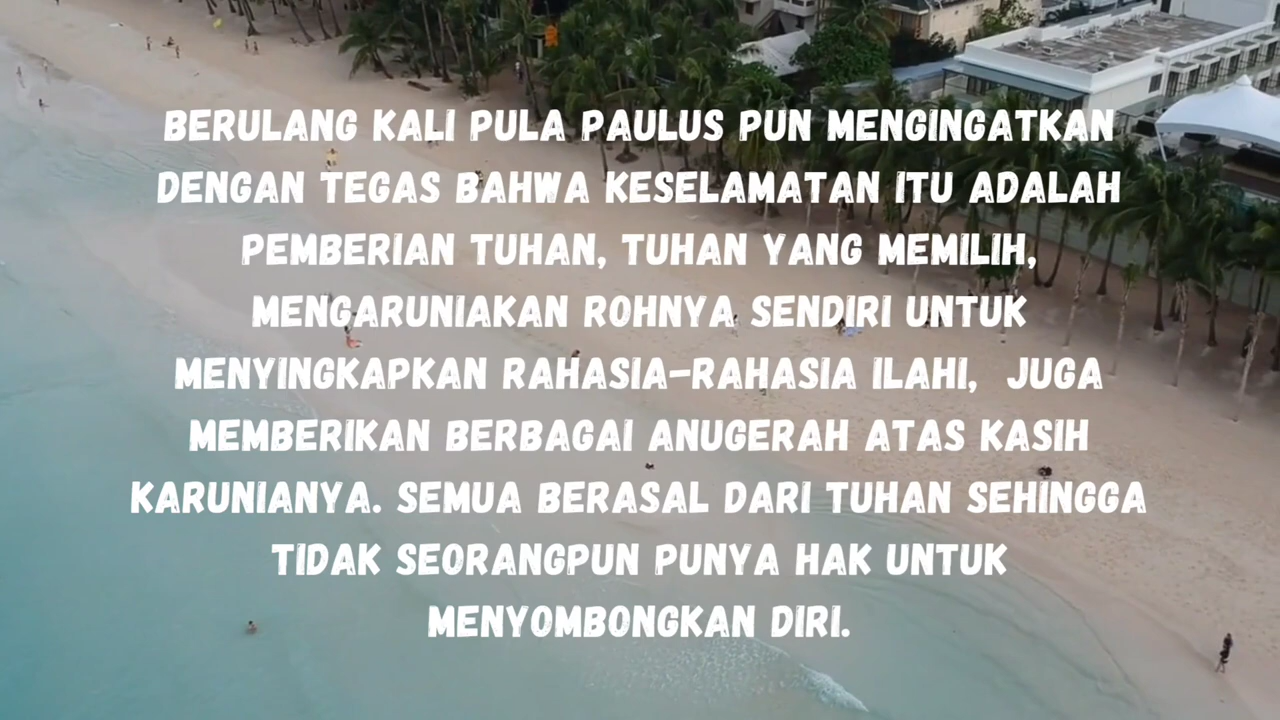 BERULANG KALI PULA PAULUS PUN MENGINGATKAN
DENGAN TEGAS BAHWA KESELAMATAN ITU ADALAH
PEMBERIAN TUHAN, TUHAN YANG MEMILIH,
MENGARUNIAKAN ROHNYA SENDIRI UNTUK
MENYINGKAPKAN RAHASIA-RAHASIA ILAHI, JUGA
MEMBERIKAN BERBAGAI ANUGERAH ATAS KASIH
KARUNIANYA. SEMUA BERASAL DARI TUHAN SEHINGGA
TIDAK SEORANGPUN PUNYA HAK UNTUK
MENYOMBONGKAN DIRI.